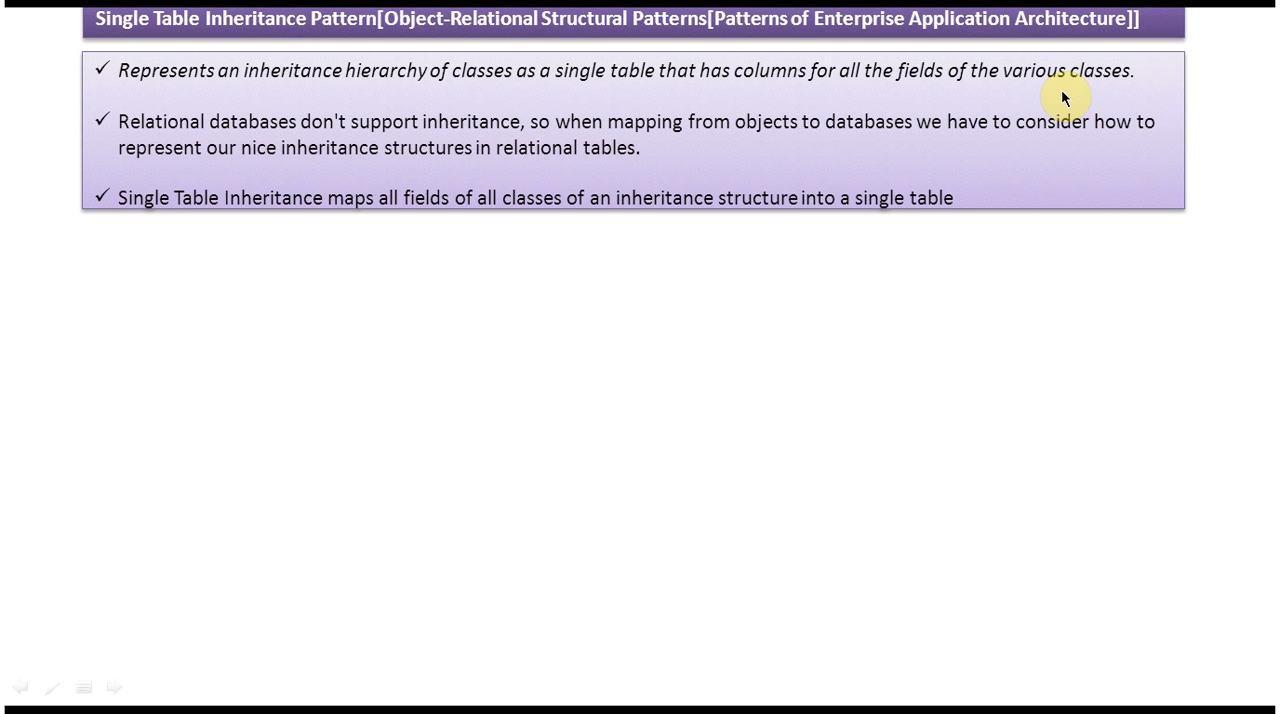 Single Table Inheritance Pattern[Object-Relational Structural Patterns[Patterns of Enterprise Application Architecture]]
✓ Represents an inheritance hierarchy of classes as a single table that has columns for all the fields of the various classes.
✓ Relational databases don't support inheritance, so when mapping from objects to databases we have to consider how to
represent our nice inheritance structures in relational tables.
✓ Single Table Inheritance maps all fields of all classes of an inheritance structure into a single table